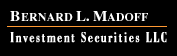 BERNARD L. MADOFF
Investment Securities LLC